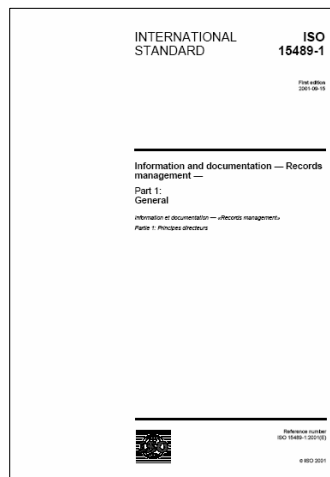 INTERNATIONAL
STANDARD
ISO
15489-1
First edition
2001-09-15
Information and documentation — Records
management —
Part 1:
General
Information et documentation — «Records management»
Partie 1: Principes directeurs
Reference number
ISO 15489-1:2001(E)
© ISO 2001